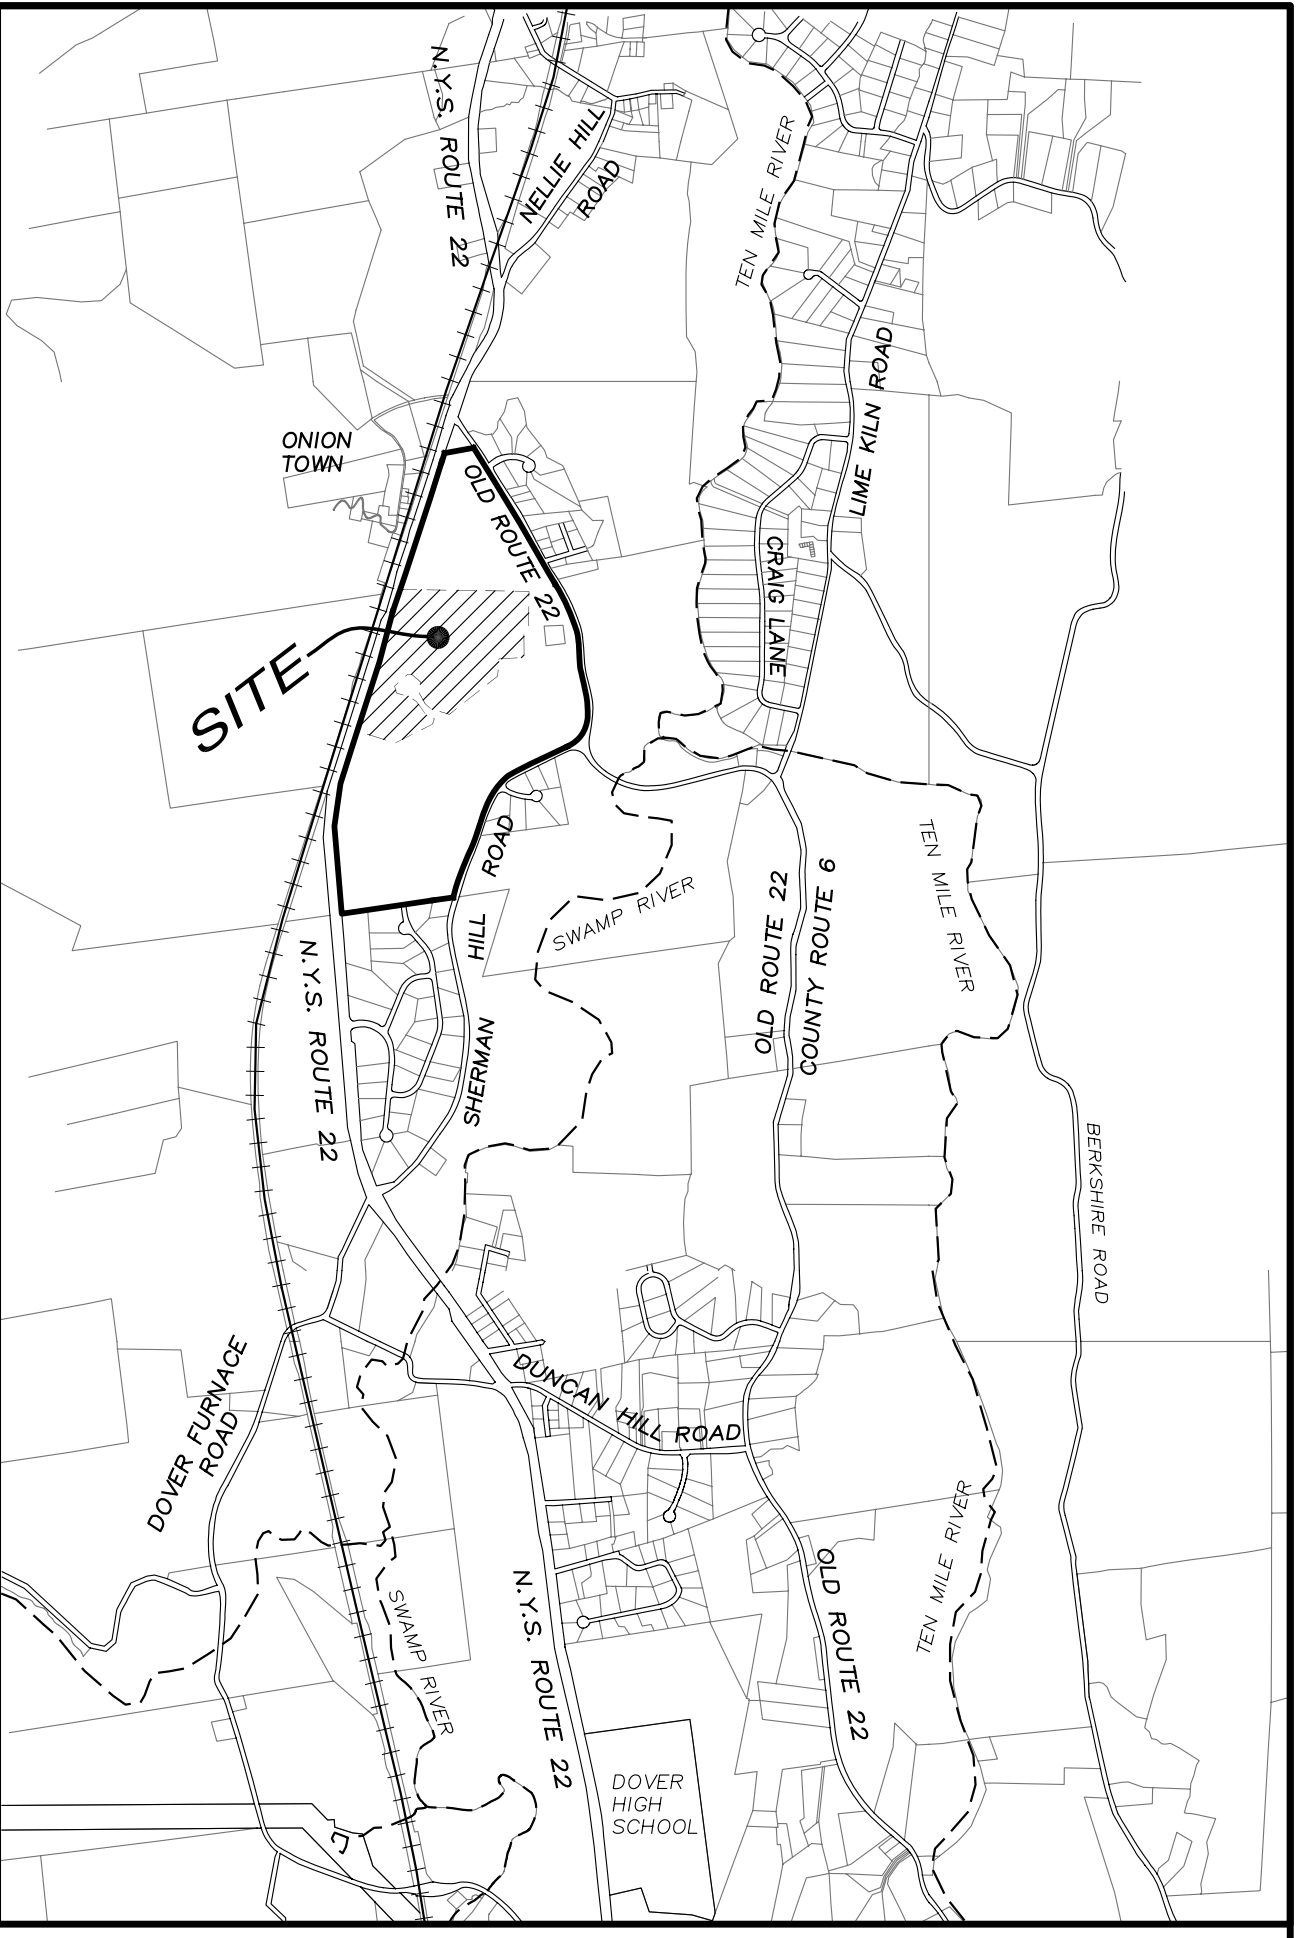 N.Y.S. ROUTE 22
NELLIE HILL
ROAD
TEN MILE RIVER
LIME KILN ROAD
ONION
TOWN
OLD ROUTE 22
CRAIG LANE
SITE
TEN MILE RIVER
SWAMP RIVER
OLD ROUTE 22
COUNTY ROUTE 6
SHERMAN
HILL
ROAD
N.Y.S. ROUTE 22
BERKSHIRE ROAD
DOVER FURNACE
ROAD
DUNCAN HILL ROAD
TEN MILE RIVER
OLD ROUTE 22
N.Y.S. ROUTE 22
SWAMP RIVER
DOVER
HIGH
SCHOOL